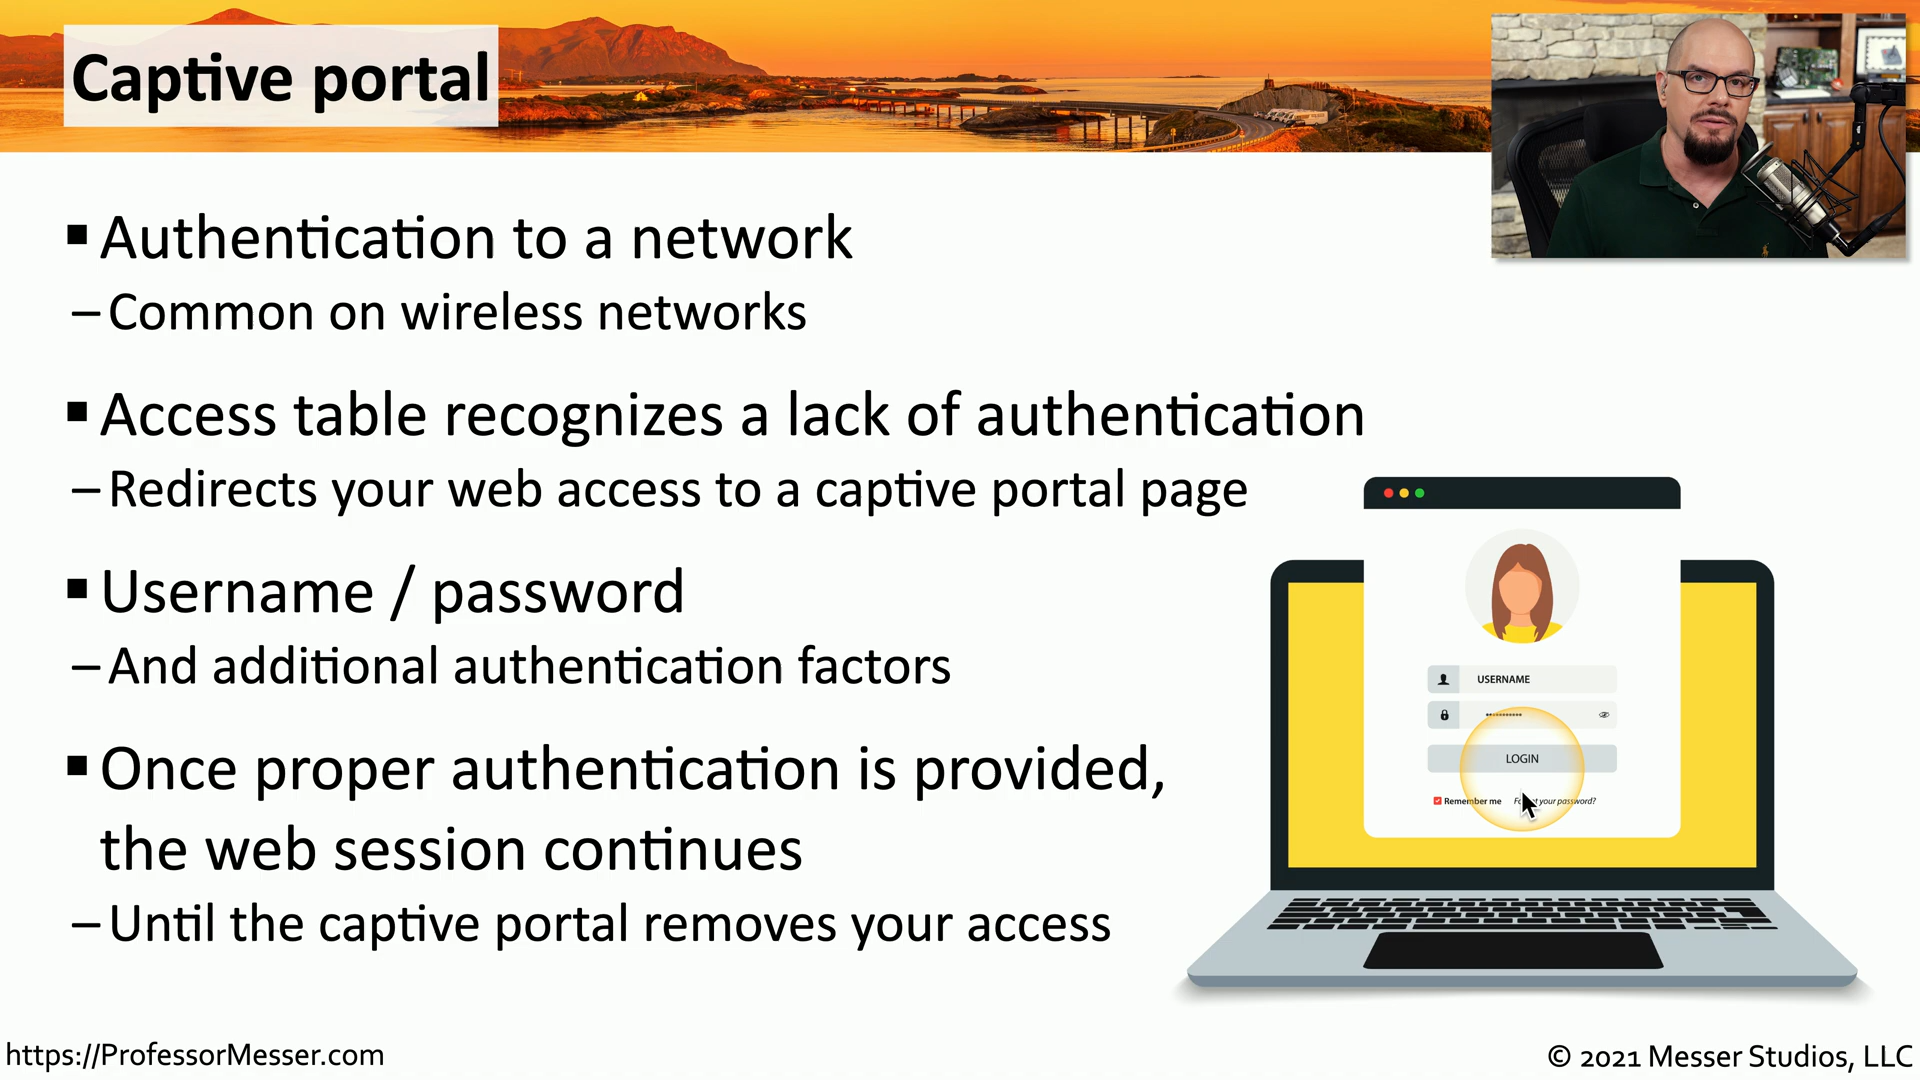 Captive portal
▪ Authentication to a network
– Common on wireless networks
▪ Access table recognizes a lack of authentication
– Redirects your web access to a captive portal page
▪ Username / password
– And additional authentication factors
▪ Once proper authentication is provided,
the web session continues
– Until the captive portal removes your access
USERNAME
LOGIN
Remember me your password?
https://ProfessorMesser.com
© 2021 Messer Studios, LLC